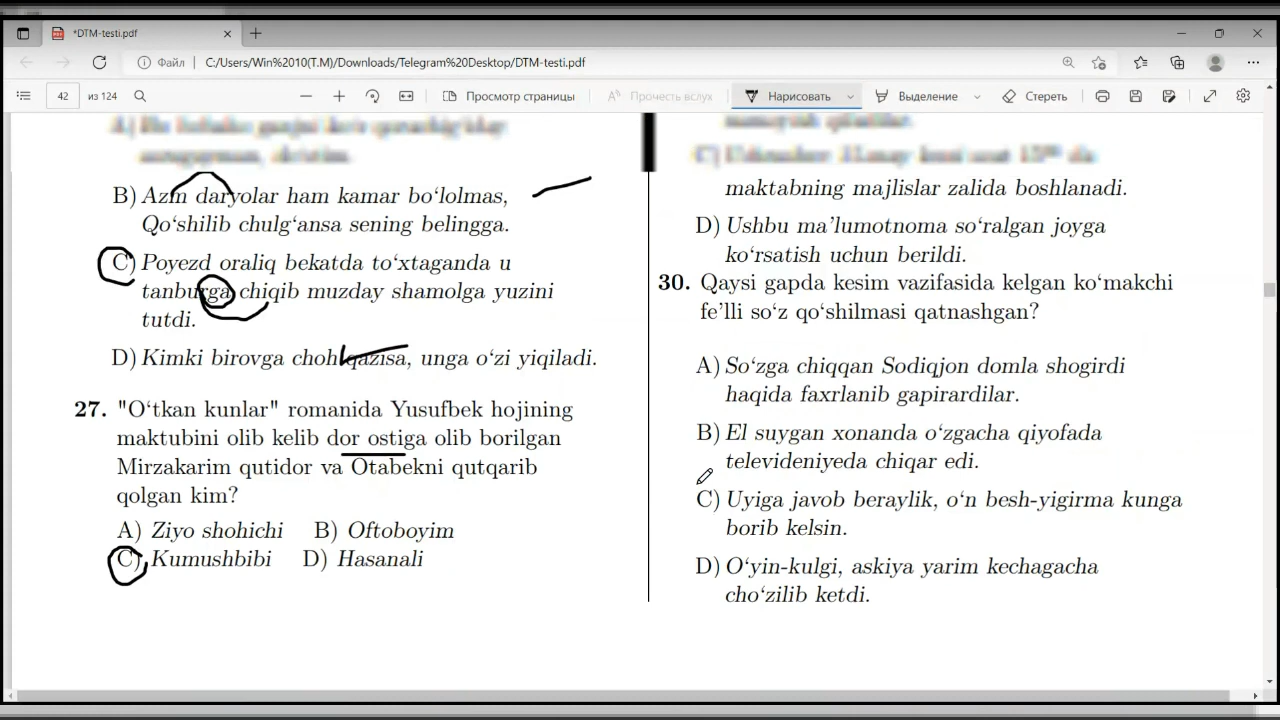 *DTM-testi.pdf
Файл
C:/Users/Win%2010(T.M)/Downloads/Telegram%20Desktop/DTM-testi.pdf
42 из 124
Просмотр страницы
Прочесть вслух
Нарисовать
Выделение
Стереть
B) Azm daryolar ham kamar bo‘lolmas,
Qo‘shilib chulg‘ansa sening belingga.
C) Poyezd oraliq bekatda to‘xtaganda u
tanburga chiqib muzday shamolga yuzini
tutdi.
D) Kimki birovga choh qazisa, unga o‘zi yiqiladi.
27. "O‘tkan kunlar" romanida Yusufbek hojining
maktubini olib kelib dor ostiga olib borilgan
Mirzakarim qutidor va Otabekni qutqarib
qolgan kim?
A) Ziyo shohichi B) Oftoboyim
C) Kumushbibi D) Hasanali
maktabning majlislar zalida boshlanadi.
D) Ushbu ma’lumotnoma so‘ralgan joyga
ko‘rsatish uchun berildi.
30. Qaysi gapda kesim vazifasida kelgan ko‘makchi
fe’lli so‘z qo‘shilmasi qatnashgan?
A) So‘zga chiqqan Sodiqjon domla shogirdi
haqida faxrlanib gapirardilar.
B) El suygan xonanda o‘zgacha qiyofada
televideniyeda chiqar edi.
C) Uyiga javob beraylik, o‘n besh-yigirma kunga
borib kelsin.
D) O‘yin-kulgi, askiya yarim kechagacha
cho‘zilib ketdi.